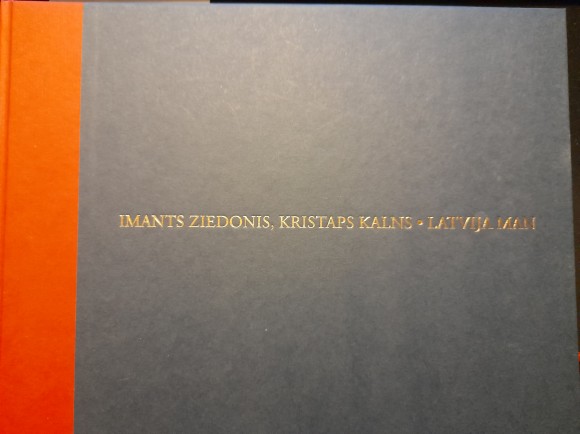 IMANTS ZIEDONIS, KRISTAPS KALNS • LATVIJA MAN